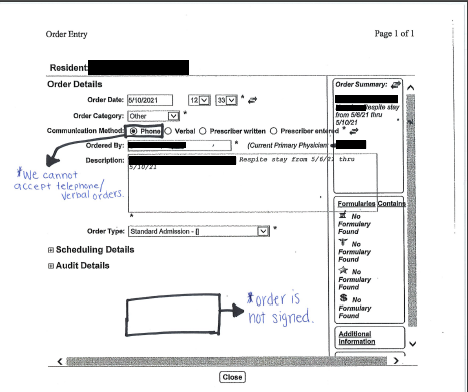 Order Entry
Page 1 of 1
Resident:
Order Details
Order Date: 5/10/2021 12 33 *
Order Category: Other *
Communication Method: Phone Verbal Prescriber written Prescriber entered *
Ordered By: * (Current Primary Physician:
Description: Respite stay from 5/6/21 thru
5/10/21
*
Order Type: Standard Admission - [] *
Scheduling Details
Audit Details
*We cannot
accept telephone/
verbal orders.
*order is
not signed.
Order Summary:
Respite stay
from 5/6/21 thru
5/10/21
Formularies Contains
No
Formulary
Found
No
Formulary
Found
No
Formulary
Found
$ No
Formulary
Found
Additional
Information
Close